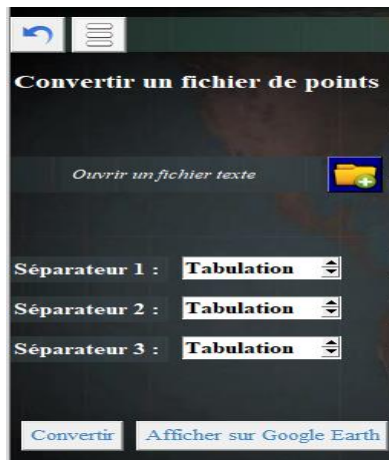 Convertir un fichier de points
Ouvrir un fichier texte
Séparateur 1 : Tabulation
Séparateur 2 : Tabulation
Séparateur 3 : Tabulation
Convertir Afficher sur Google Earth